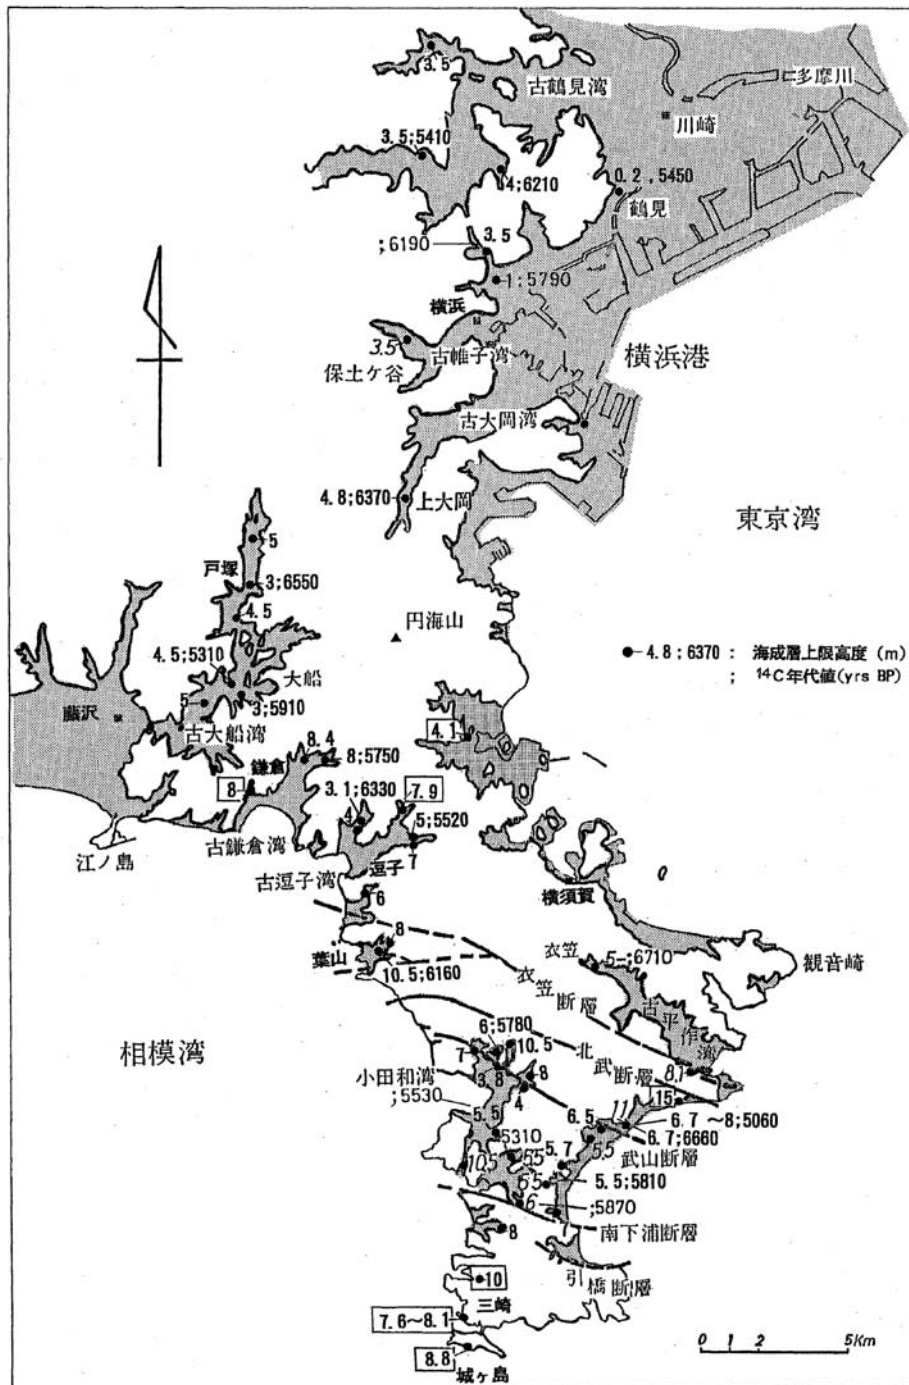 3.5
古鶴見湾
多摩川
川崎
3.5;5410
4;6210
0.2,5450
鶴見
;6190
3.5
1;5790
横浜
3.5
古帷子湾
保土ケ谷
横浜港
古大岡湾
4.8;6370
上大岡
東京湾
5
戸塚
3;6550
4.5
円海山
4.5;5310
大船
5
3;5910
藤沢
古大船湾
●-4.8;6370 : 海成層上限高度 (m)
; ¹⁴C年代値(yrs BP)
4.1
8.4
鎌倉
8;5750
8
3.1;6330
7.9
4
5;5520
7
江ノ島
古鎌倉湾
逗子
古逗子湾
6
横須賀
8
葉山
10.5;6160
衣笠
5-;6710
観音崎
衣笠断層
古平作湾
相模湾
6;5780
10.5
7
北武断層
8.1
小田和湾
3.8
8
4
15
;5530
5.5
6.5
11
6.7 ~8;5060
6.7;6660
5310
5.5
5.7
5.5
武山断層
10.5
6.5
5.5;5810
6
;5870
南下浦断層
8
引橋断層
10
三崎
7.6~8.1
8.8
城ヶ島
0 1 2 5Km